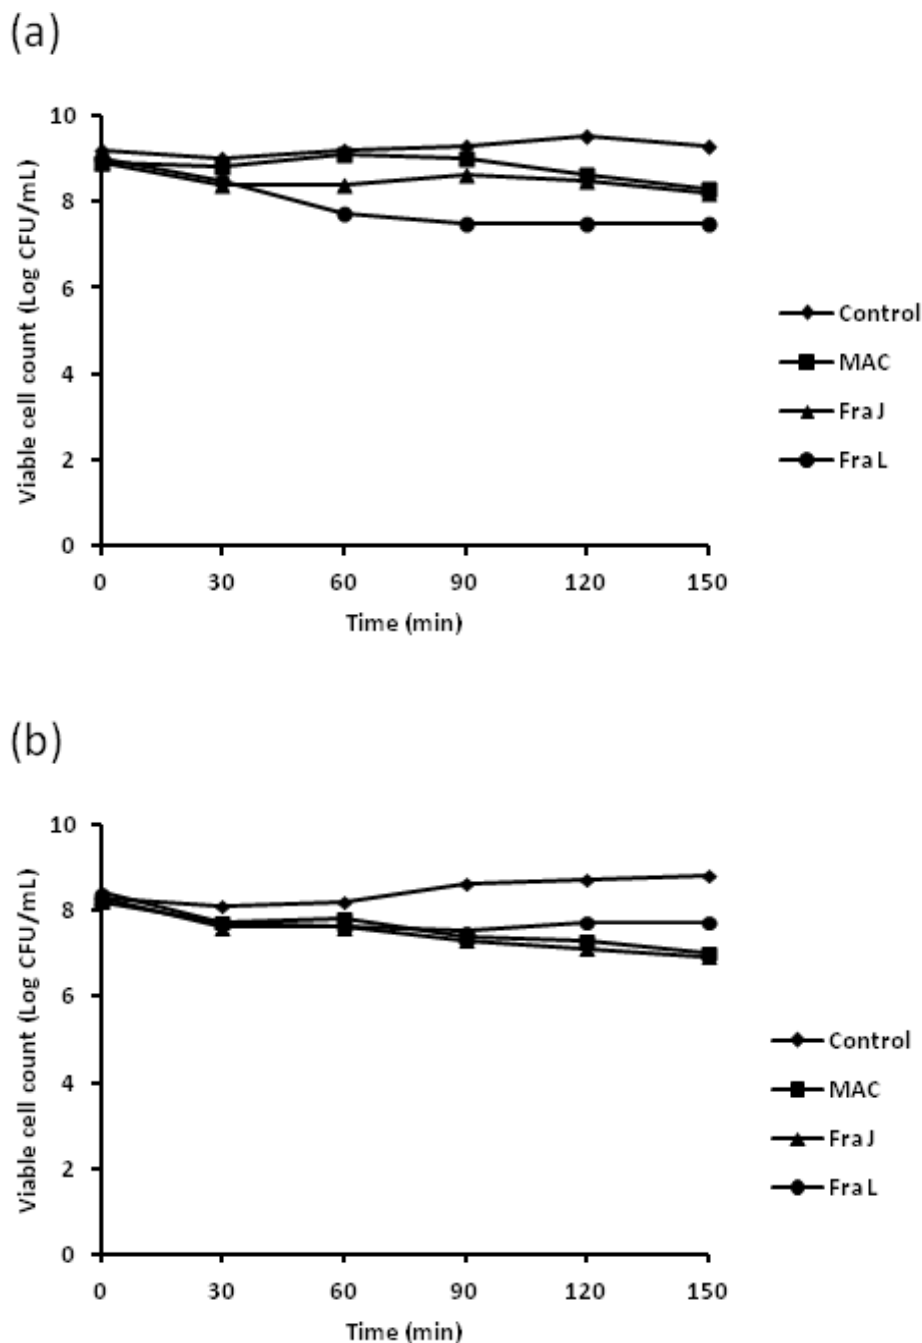 (a)
10
8
6
4
2
0
0 30 60 90 120 150
Time (min)
Viable cell count (Log CFU/mL)
Control
MAC
Fra J
Fra L
(b)
10
8
6
4
2
0
0 30 60 90 120 150
Time (min)
Viable cell count (Log CFU/mL)
Control
MAC
Fra J
Fra L